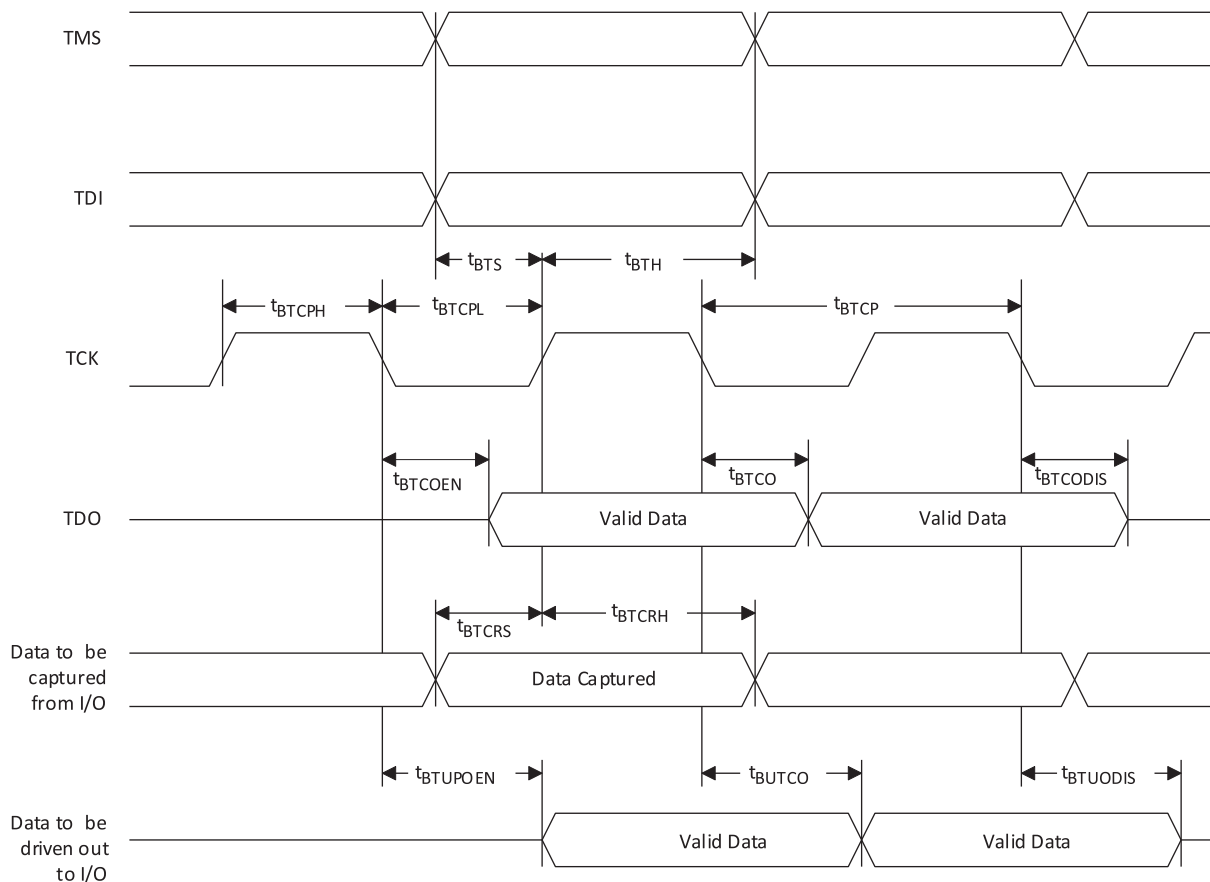 TMS
TDI
tBTS
tBTH
tBTCPH
tBTCPL
tBTCP
TCK
tBTCOEN
tBTCO
tBTCODIS
TDO
Valid Data
Valid Data
tBTCRS
tBTCRH
Data to be
captured
from I/O
Data Captured
tBTUPOEN
tBUTCO
tBTUODIS
Data to be
driven out
to I/O
Valid Data
Valid Data